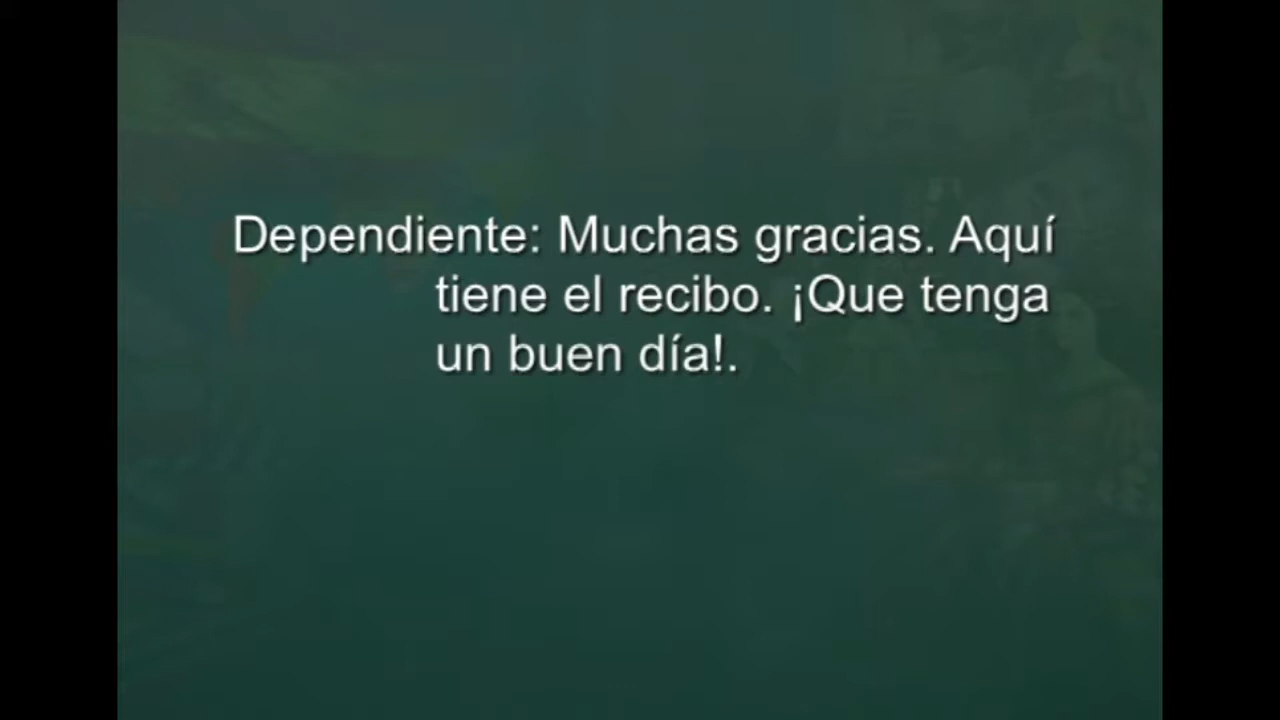 Dependiente: Muchas gracias. Aquí
tiene el recibo. ¡Que tenga
un buen día!.